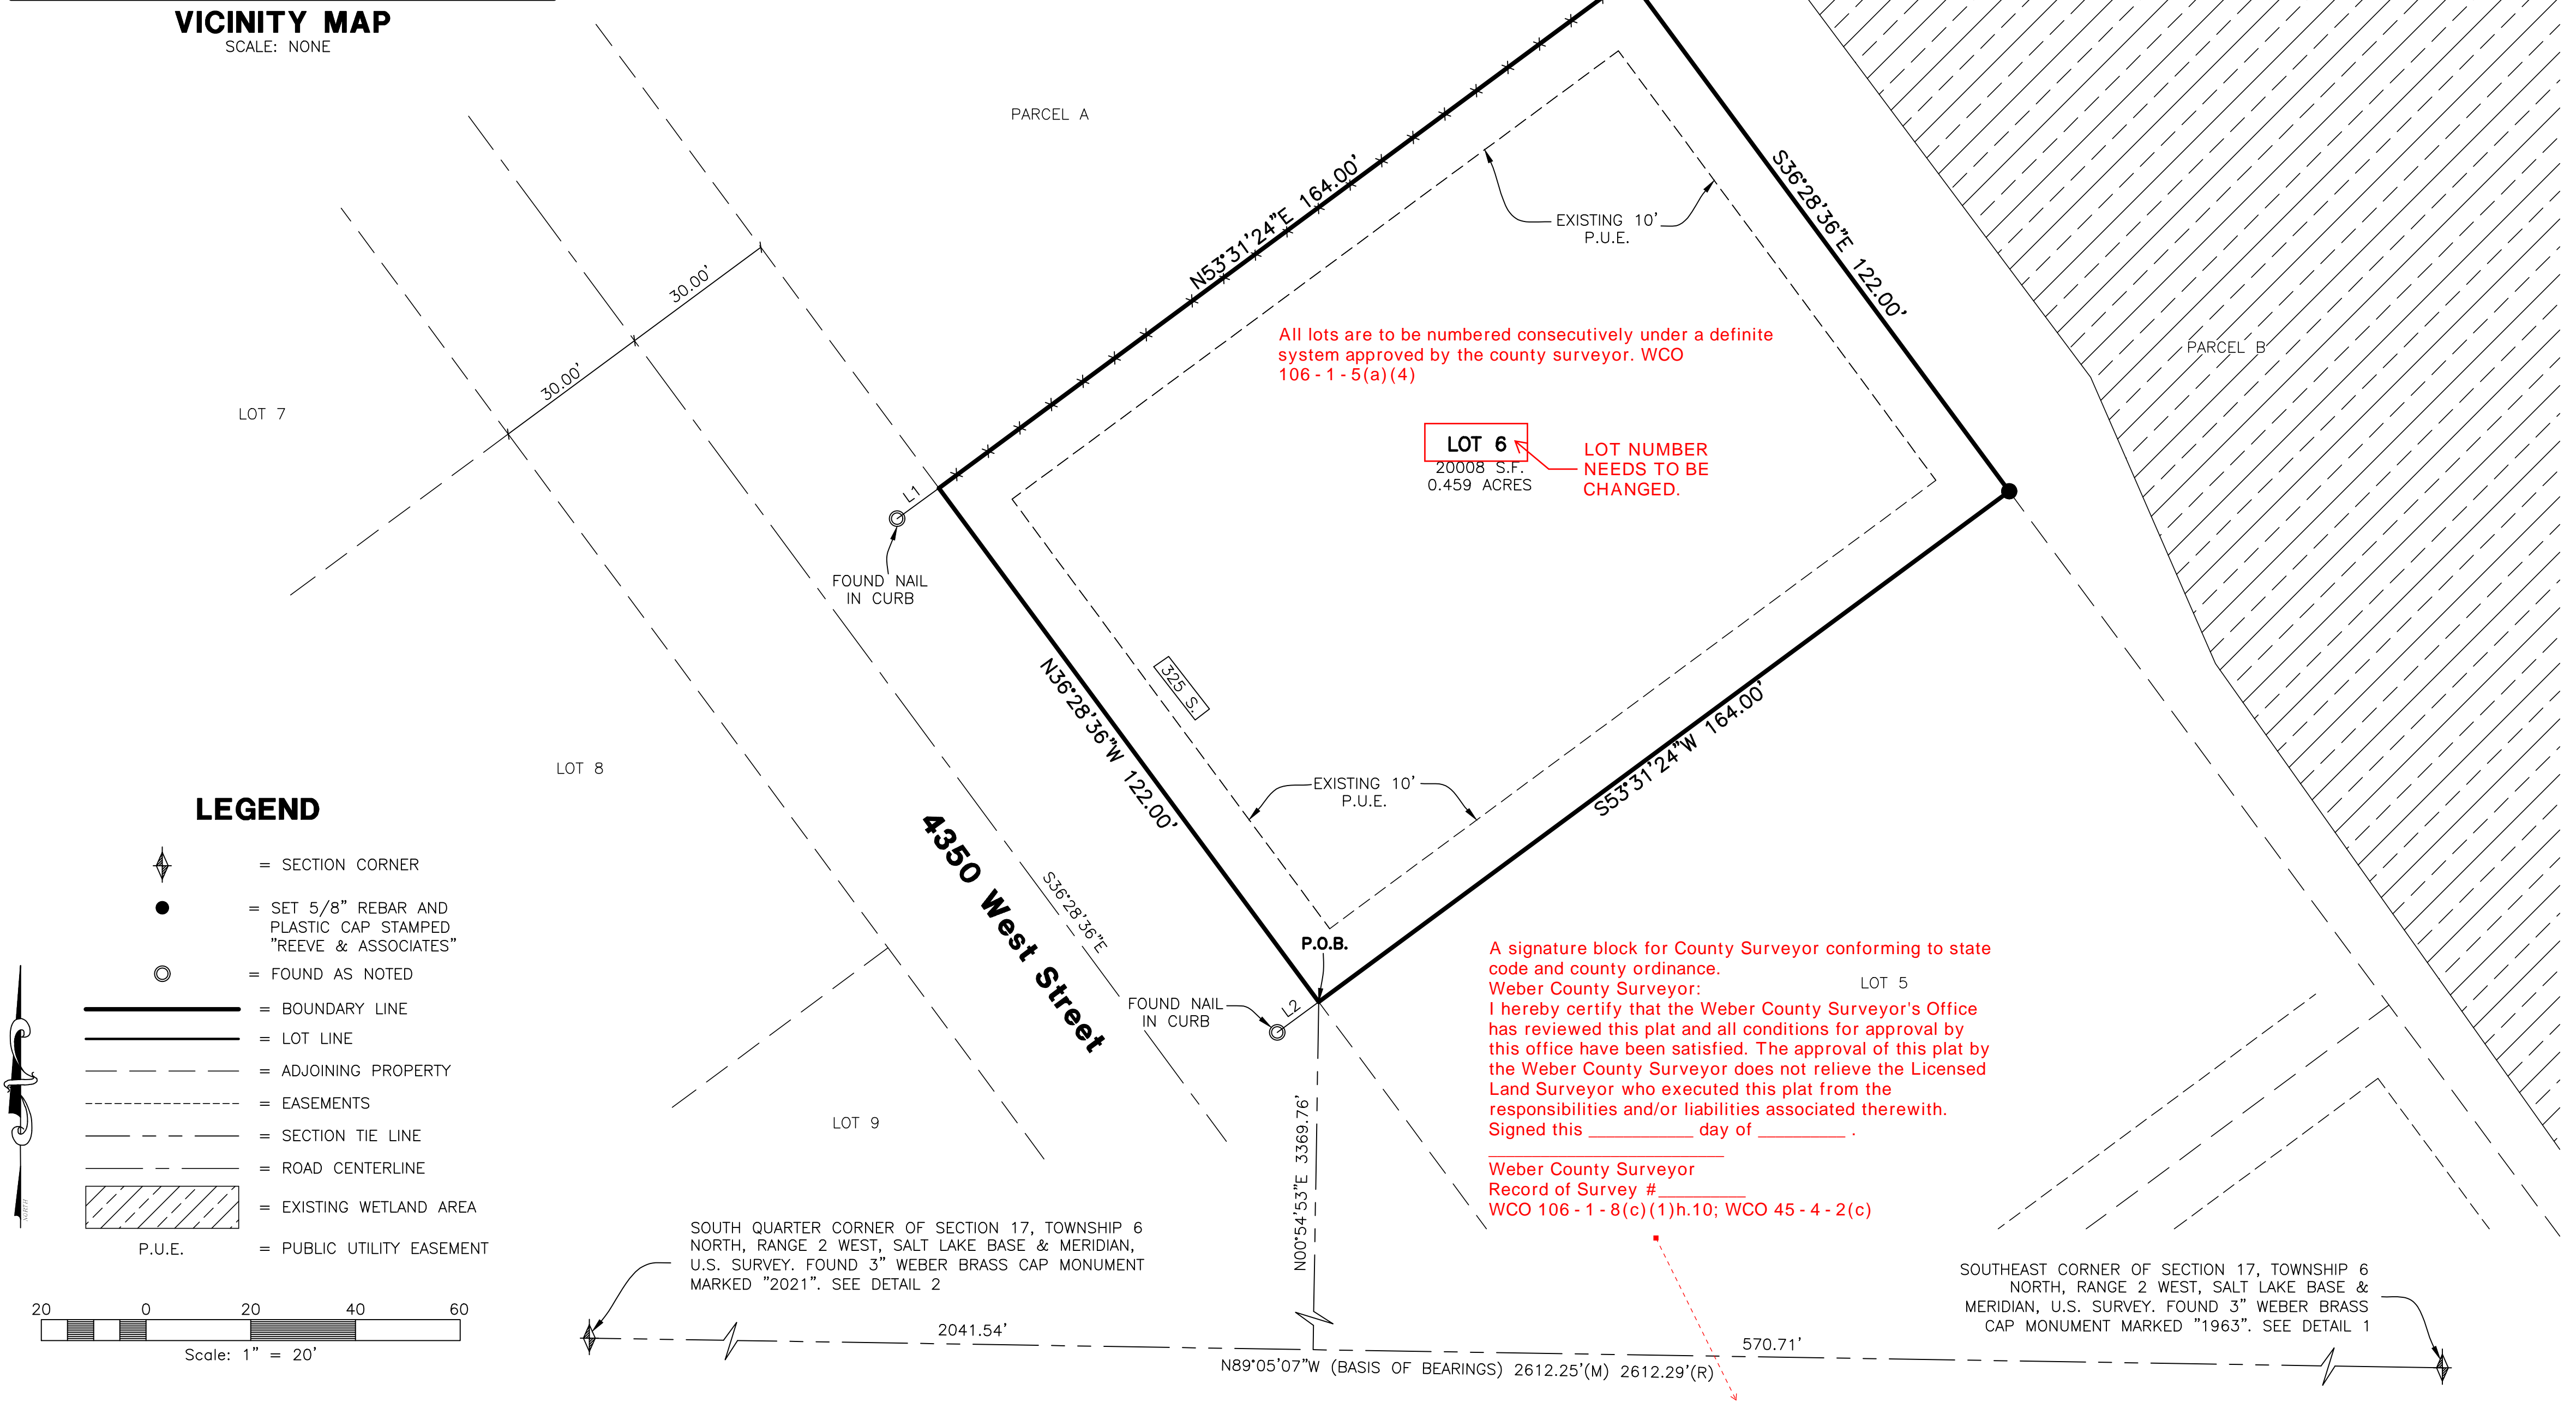 VICINITY MAP
SCALE: NONE
PARCEL A
N53°31'24"E 164.00'
EXISTING 10'
P.U.E.
S36°28'36"E 122.00'
PARCEL B
30.00'
30.00'
LOT 7
All lots are to be numbered consecutively under a definite
system approved by the county surveyor. WCO
106-1-5(a)(4)
LOT 6
20008 S.F.
0.459 ACRES
LOT NUMBER
NEEDS TO BE
CHANGED.
L1
FOUND NAIL
IN CURB
325 S.
N36°28'36"W 122.00'
S53°31'24"W 164.00'
EXISTING 10'
P.U.E.
LOT 8
4350 West Street
S36°28'36"E
P.O.B.
L2
FOUND NAIL
IN CURB
LOT 9
LOT 5
N00°54'53"E 3369.76'
A signature block for County Surveyor conforming to state
code and county ordinance.
Weber County Surveyor:
I hereby certify that the Weber County Surveyor's Office
has reviewed this plat and all conditions for approval by
this office have been satisfied. The approval of this plat by
the Weber County Surveyor does not relieve the Licensed
Land Surveyor who executed this plat from the
responsibilities and/or liabilities associated therewith.
Signed this ____________ day of __________ .
___________________________
Weber County Surveyor
Record of Survey #__________
WCO 106-1-8(c)(1)h.10; WCO 45-4-2(c)
LEGEND
= SECTION CORNER
= SET 5/8" REBAR AND
PLASTIC CAP STAMPED
"REEVE & ASSOCIATES"
= FOUND AS NOTED
= BOUNDARY LINE
= LOT LINE
= ADJOINING PROPERTY
= EASEMENTS
= SECTION TIE LINE
= ROAD CENTERLINE
= EXISTING WETLAND AREA
P.U.E. = PUBLIC UTILITY EASEMENT
20 0 20 40 60
Scale: 1" = 20'
SOUTH QUARTER CORNER OF SECTION 17, TOWNSHIP 6
NORTH, RANGE 2 WEST, SALT LAKE BASE & MERIDIAN,
U.S. SURVEY. FOUND 3" WEBER BRASS CAP MONUMENT
MARKED "2021". SEE DETAIL 2
SOUTHEAST CORNER OF SECTION 17, TOWNSHIP 6
NORTH, RANGE 2 WEST, SALT LAKE BASE &
MERIDIAN, U.S. SURVEY. FOUND 3" WEBER BRASS
CAP MONUMENT MARKED "1963". SEE DETAIL 1
2041.54'
570.71'
N89°05'07"W (BASIS OF BEARINGS) 2612.25'(M) 2612.29'(R)